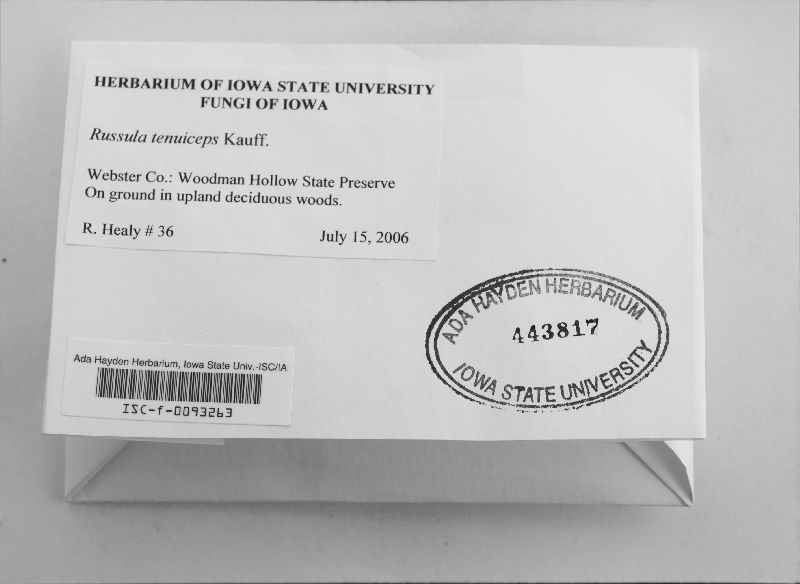 HERBARIUM OF IOWA STATE UNIVERSITY
FUNGI OF IOWA
Russula tenuiceps Kauff.
Webster Co.: Woodman Hollow State Preserve
On ground in upland deciduous woods.
R. Healy # 36 July 15, 2006
ADA HAYDEN HERBARIUM
443817
IOWA STATE UNIVERSITY
Ada Hayden Herbarium, Iowa State Univ.-ISC/IA
ISC-f-0093263